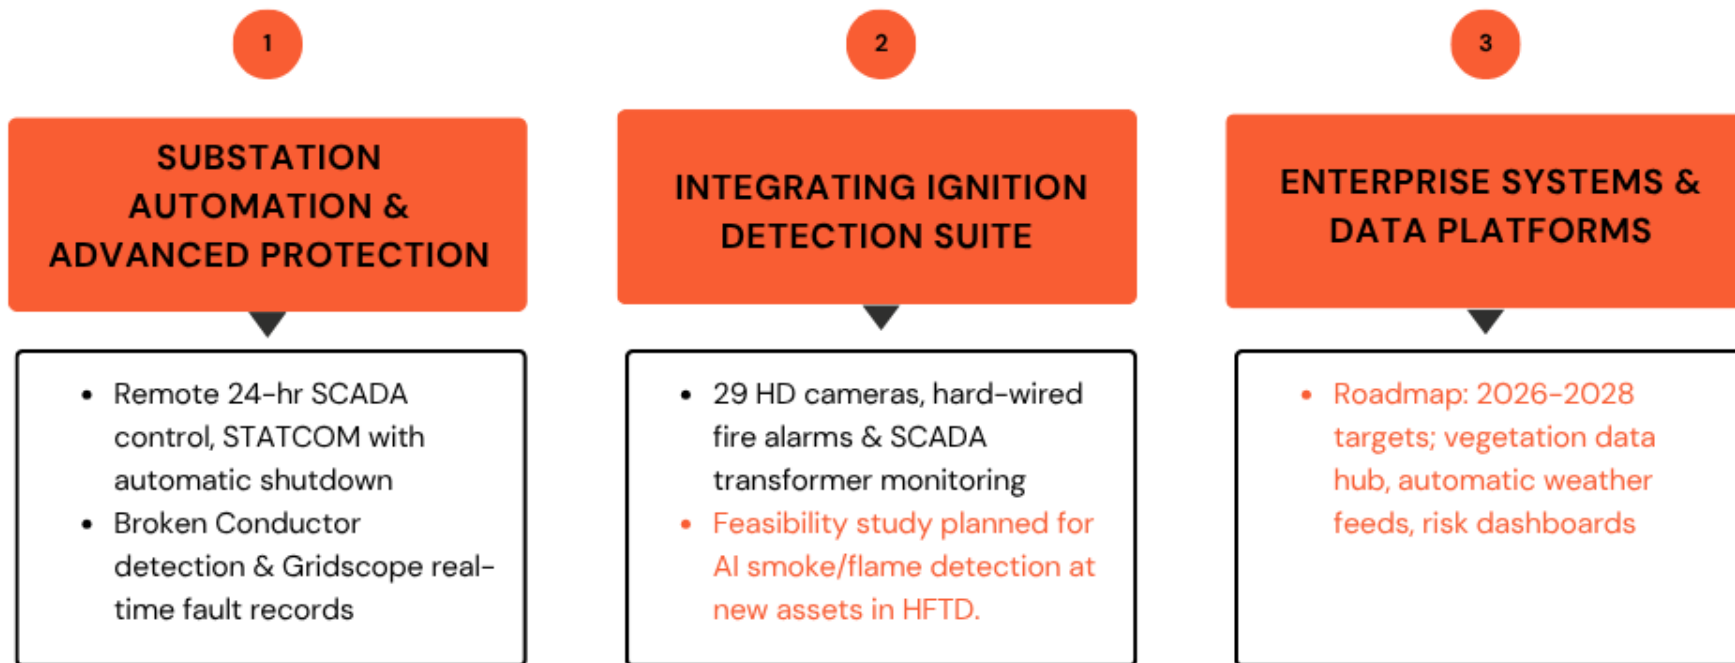 1
SUBSTATION
AUTOMATION &
ADVANCED PROTECTION
• Remote 24-hr SCADA
control, STATCOM with
automatic shutdown
• Broken Conductor
detection & Gridscope real-
time fault records
2
INTEGRATING IGNITION
DETECTION SUITE
• 29 HD cameras, hard-wired
fire alarms & SCADA
transformer monitoring
• Feasibility study planned for
AI smoke/flame detection at
new assets in HFTD.
3
ENTERPRISE SYSTEMS &
DATA PLATFORMS
• Roadmap: 2026-2028
targets; vegetation data
hub, automatic weather
feeds, risk dashboards